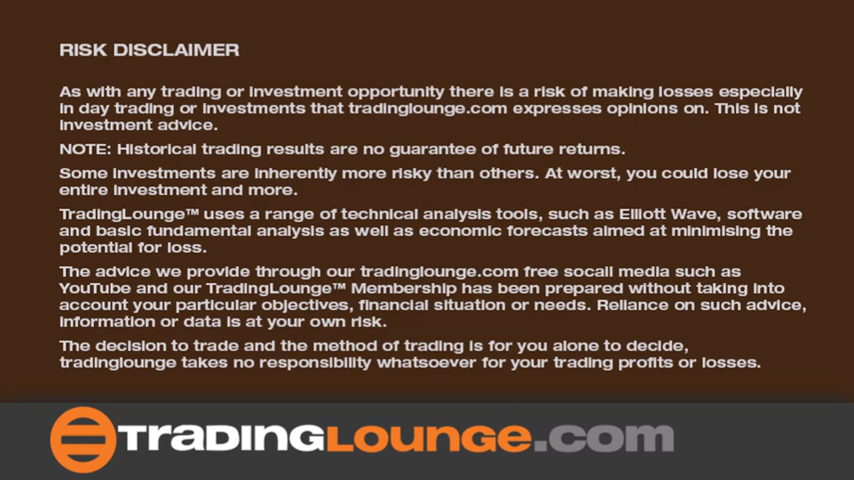 RISK DISCLAIMER
As with any trading or investment opportunity there is a risk of making losses especially
in day trading or investments that tradinglounge.com expresses opinions on. This is not
investment advice.
NOTE: Historical trading results are no guarantee of future returns.
Some investments are inherently more risky than others. At worst, you could lose your
entire investment and more.
TradingLounge™ uses a range of technical analysis tools, such as Elliott Wave, software
and basic fundamental analysis as well as economic forecasts aimed at minimising the
potential for loss.
The advice we provide through our tradinglounge.com free socail media such as
YouTube and our TradingLounge™ Membership has been prepared without taking into
account your particular objectives, financial situation or needs. Reliance on such advice,
information or data is at your own risk.
The decision to trade and the method of trading is for you alone to decide,
tradinglounge takes no responsibility whatsoever for your trading profits or losses.
TRADINGLOUNGE.COM